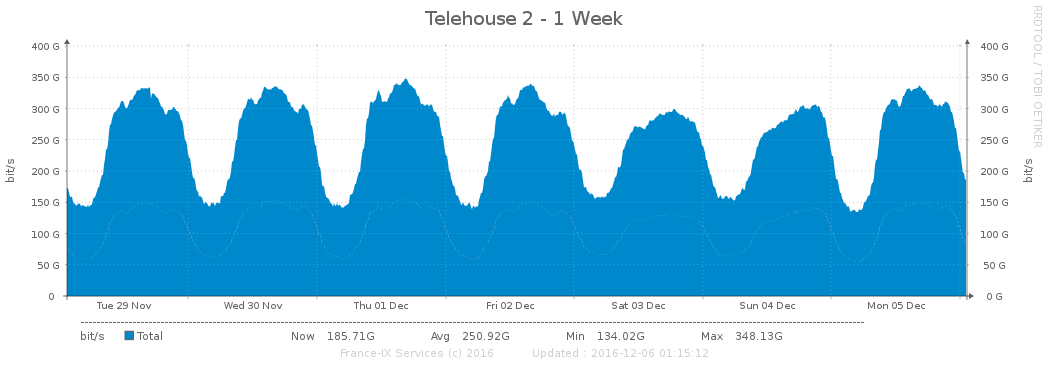 Telehouse 2 - 1 Week
RRDTOOL / TOBI OETIKER
400 G 400 G
350 G 350 G
300 G 300 G
250 G 250 G
200 G 200 G
150 G 150 G
100 G 100 G
50 G 50 G
0 0 G
bit/s bit/s
Tue 29 Nov Wed 30 Nov Thu 01 Dec Fri 02 Dec Sat 03 Dec Sun 04 Dec Mon 05 Dec
bit/s Total Now 185.71G Avg 250.92G Min 134.02G Max 348.13G
France-IX Services (c) 2016 Updated : 2016-12-06 01:15:12